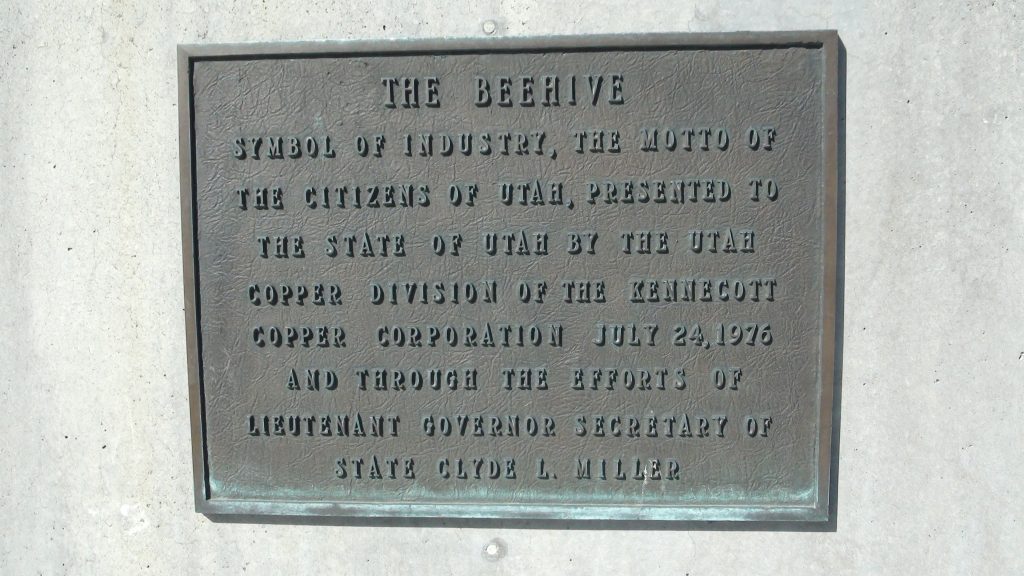 THE BEEHIVE
SYMBOL OF INDUSTRY, THE MOTTO OF
THE CITIZENS OF UTAH, PRESENTED TO
THE STATE OF UTAH BY THE UTAH
COPPER DIVISION OF THE KENNECOTT
COPPER CORPORATION JULY 24, 1976
AND THROUGH THE EFFORTS OF
LIEUTENANT GOVERNOR SECRETARY OF
STATE CLYDE L. MILLER